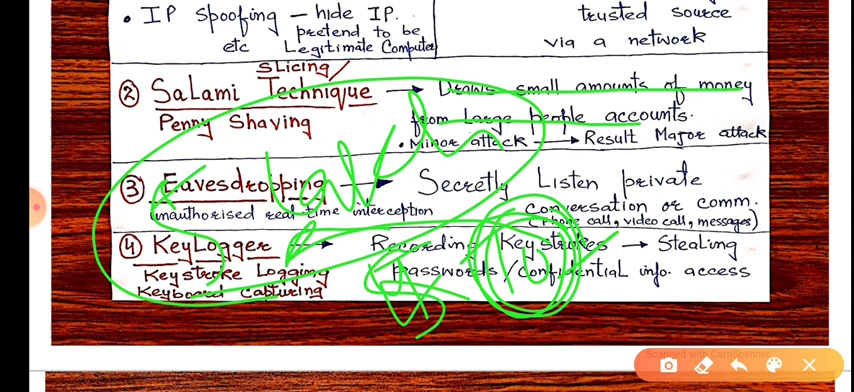 • IP spoofing – hide IP.
pretend to be
etc Legitimate Computer
trusted source
via a network
SLicing/
② SaLami Technique → Draws small amounts of money
Penny Shaving from Large people accounts.
• Minor attack → Result Major attack
③ Eavesdropping → Secretly Listen private
unauthorised real-time interception conversation or comm.
(phone call, video call, messages)
④ KeyLogger → Recording Keystrokes → Stealing
Keystroke Logging Passwords/confidential info. access
Keyboard Capturing
Scanned with CamScanner